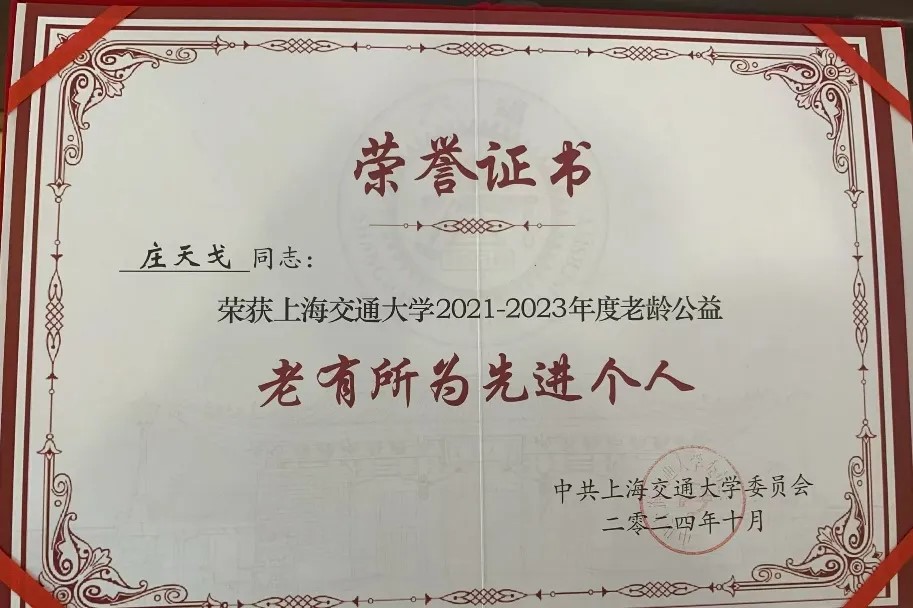 荣誉证书
庄天戈 同志：
荣获上海交通大学2021-2023年度老龄公益
老有所为先进个人
中共上海交通大学委员会
二零二四年十月